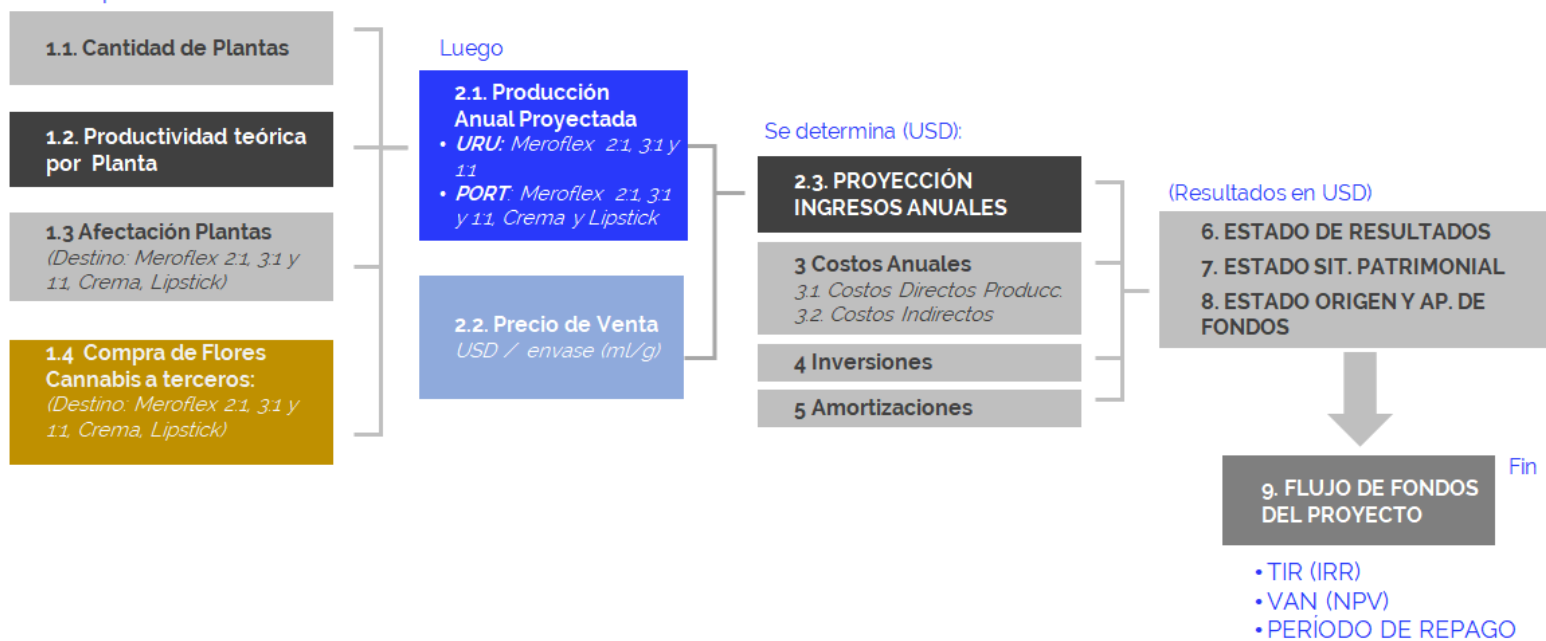 1.1. Cantidad de Plantas
1.2. Productividad teórica
por Planta
1.3 Afectación Plantas
(Destino: Meroflex 2:1, 3:1 y
1:1, Crema, Lipstick)
1.4 Compra de Flores
Cannabis a terceros:
(Destino: Meroflex 2:1, 3:1 y
1:1, Crema, Lipstick)
Luego
2.1. Producción
Anual Proyectada
• URU: Meroflex 2:1, 3:1 y
1:1
• PORT: Meroflex 2:1, 3:1
y 1:1, Crema y Lipstick
2.2. Precio de Venta
USD / envase (ml/g)
Se determina (USD):
2.3. PROYECCIÓN
INGRESOS ANUALES
3 Costos Anuales
3.1. Costos Directos Producc.
3.2. Costos Indirectos
4 Inversiones
5 Amortizaciones
(Resultados en USD)
6. ESTADO DE RESULTADOS
7. ESTADO SIT. PATRIMONIAL
8. ESTADO ORIGEN Y AP. DE
FONDOS
Fin
9. FLUJO DE FONDOS
DEL PROYECTO
• TIR (IRR)
• VAN (NPV)
• PERÍODO DE REPAGO